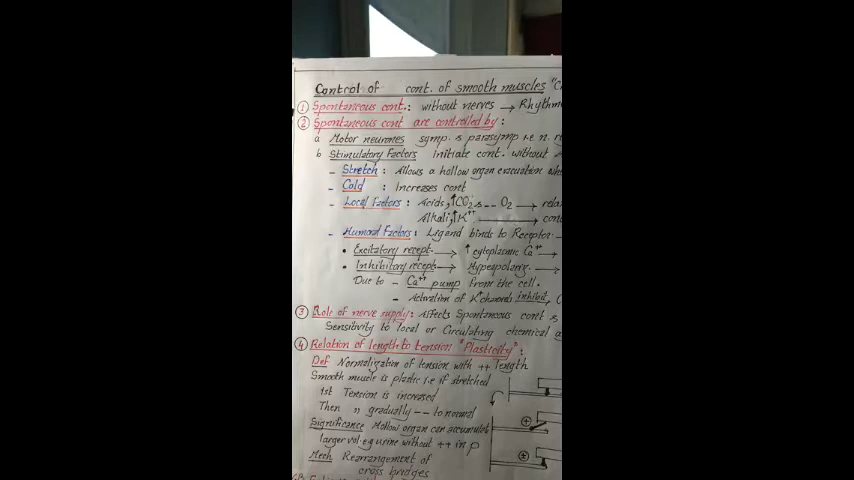 Control of cont. of smooth muscles
① Spontaneous cont.: without nerves → Rhythm
② Spontaneous cont are controlled by:
a Motor neurones symp. & parasymp i.e n.
b Stimulatory Factors initiate cont. without
- Stretch : Allows a hollow organ evacuation
- Cold : Increases cont
- Local Factors : Acids, ↑CO₂ & -- O₂ → rela
Alkali, ↑K⁺ → con
- Humoral Factors: Ligand binds to Receptor
• Excitatory recept → ↑ cytoplasmic Ca⁺⁺ →
• Inhibitory recept → Hyperpolariz. →
Due to - Ca⁺⁺ pump from the cell.
- Activation of K⁺ channels inhibit
③ Role of nerve supply: Affects Spontaneous cont &
Sensitivity to local or Circulating chemical
④ Relation of length to tension "Plasticity":
Def Normalization of tension with ++ length
Smooth muscle is plastic i.e if stretched
1st Tension is increased
Then n gradually -- to normal
Significance Hollow organ can accumulat
larger vol. eg urine without ++ in p
Mech Rearrangement of
cross bridges